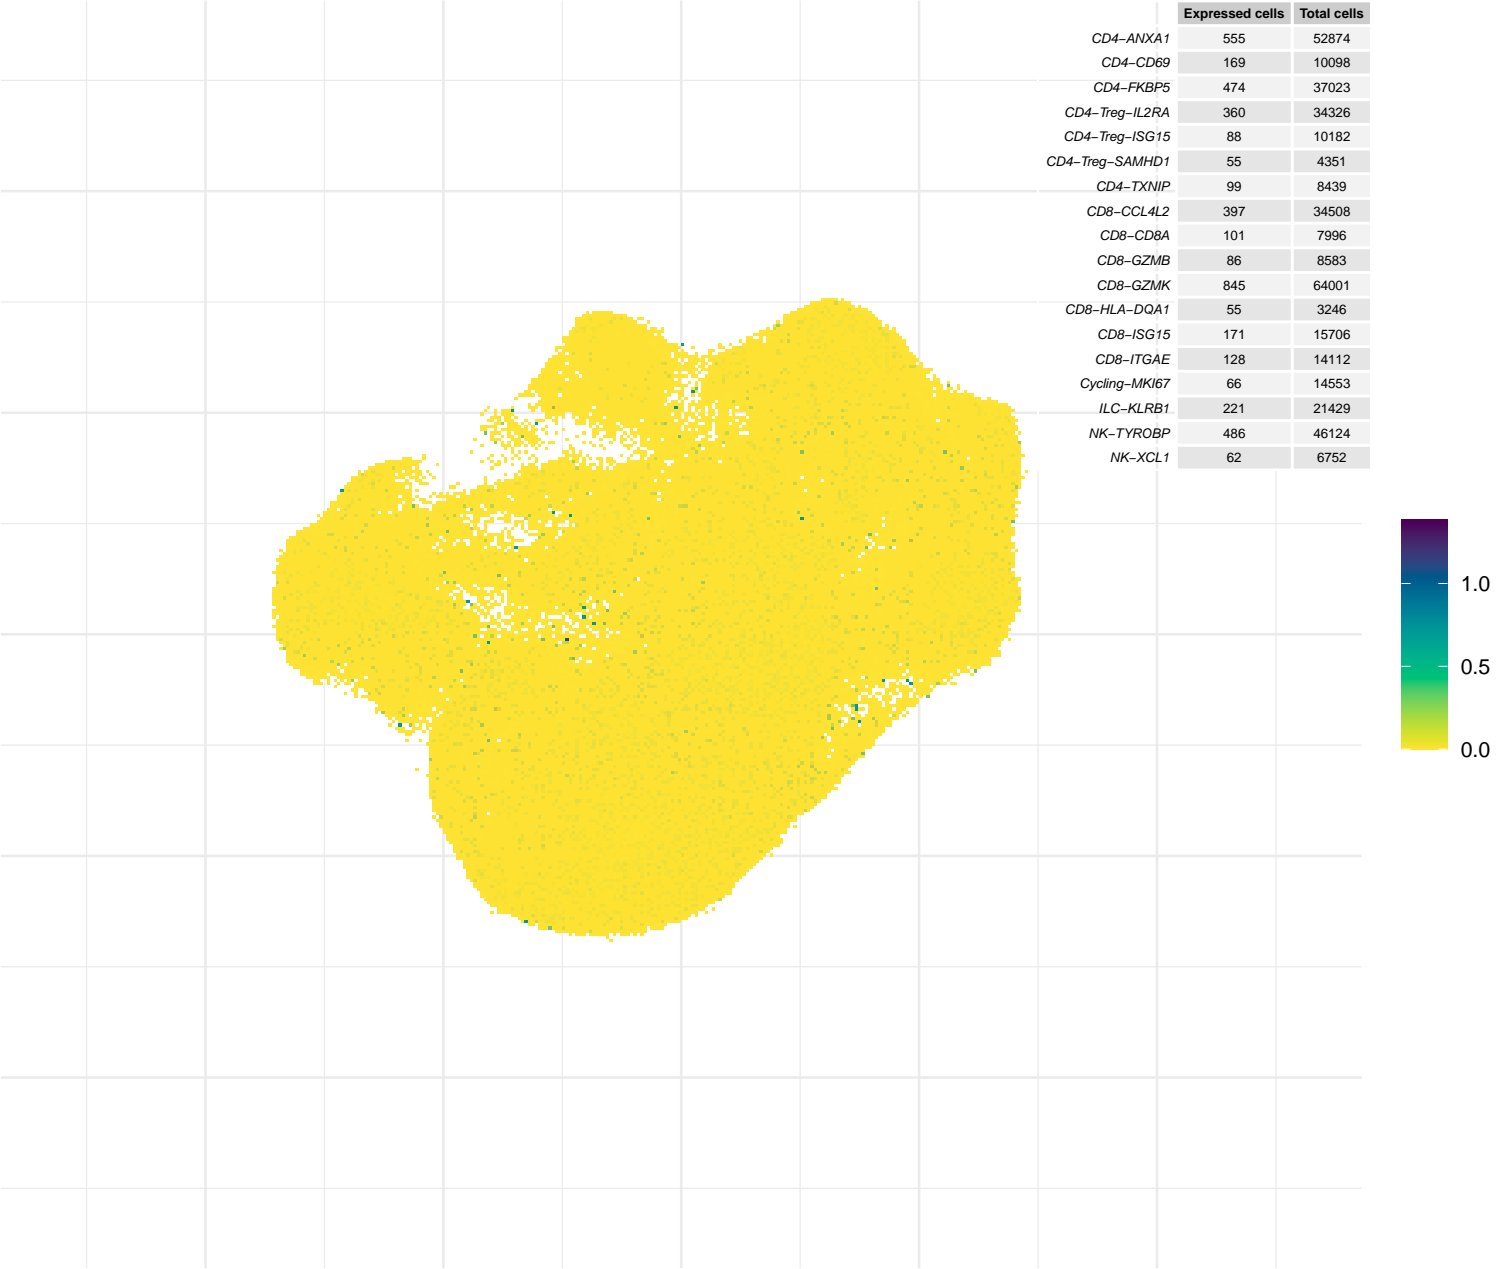 Expressed cells Total cells
CD4−ANXA1 555 52874
CD4−CD69 169 10098
CD4−FKBP5 474 37023
CD4−Treg−IL2RA 360 34326
CD4−Treg−ISG15 88 10182
CD4−Treg−SAMHD1 55 4351
CD4−TXNIP 99 8439
CD8−CCL4L2 397 34508
CD8−CD8A 101 7996
CD8−GZMB 86 8583
CD8−GZMK 845 64001
CD8−HLA−DQA1 55 3246
CD8−ISG15 171 15706
CD8−ITGAE 128 14112
Cycling−MKI67 66 14553
ILC−KLRB1 221 21429
NK−TYROBP 486 46124
NK−XCL1 62 6752
1.0
0.5
0.0